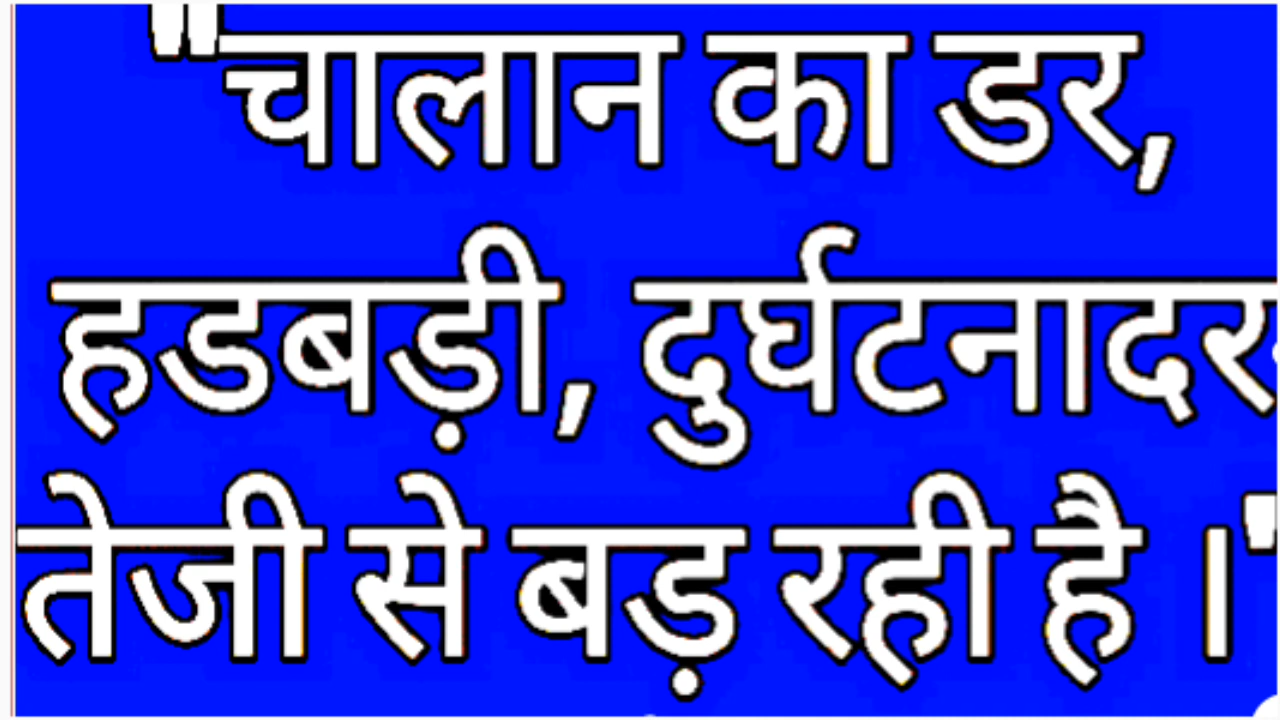 "चालान का डर,
हडबड़ी, दुर्घटनादर
तेजी से बड़ रही है ।"